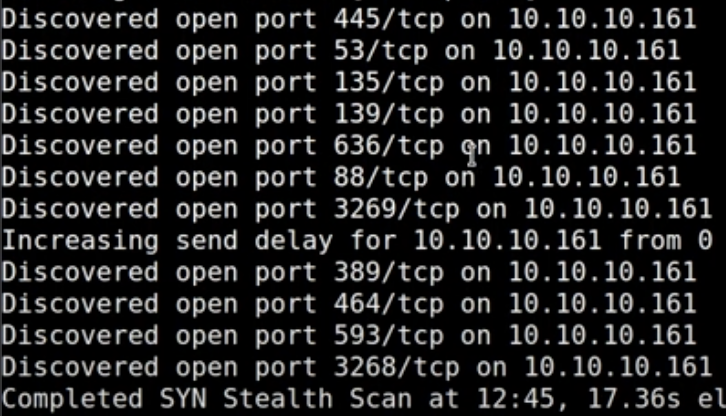 Discovered open port 445/tcp on 10.10.10.161
Discovered open port 53/tcp on 10.10.10.161
Discovered open port 135/tcp on 10.10.10.161
Discovered open port 139/tcp on 10.10.10.161
Discovered open port 636/tcp on 10.10.10.161
Discovered open port 88/tcp on 10.10.10.161
Discovered open port 3269/tcp on 10.10.10.161
Increasing send delay for 10.10.10.161 from 0
Discovered open port 389/tcp on 10.10.10.161
Discovered open port 464/tcp on 10.10.10.161
Discovered open port 593/tcp on 10.10.10.161
Discovered open port 3268/tcp on 10.10.10.161
Completed SYN Stealth Scan at 12:45, 17.36s